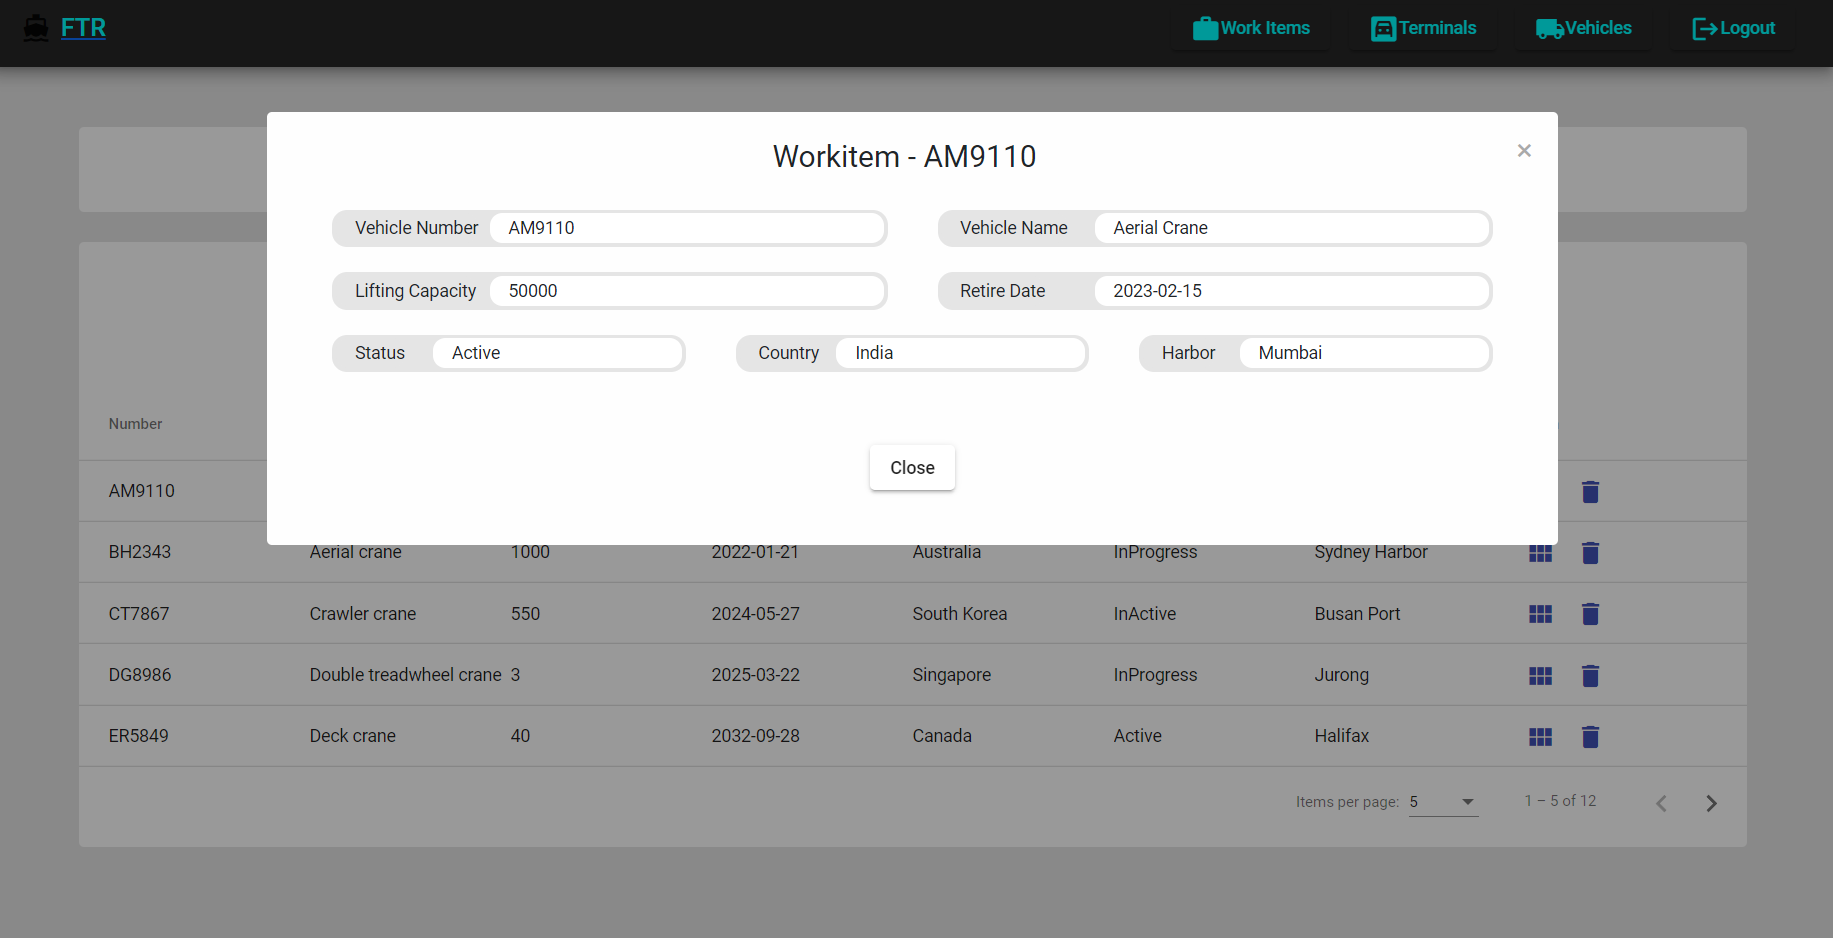 FTR
Work Items Terminals Vehicles Logout
Workitem - AM9110 ×
Vehicle Number AM9110 Vehicle Name Aerial Crane
Lifting Capacity 50000 Retire Date 2023-02-15
Status Active Country India Harbor Mumbai
Number
Close
AM9110
BH2343 Aerial crane 1000 2022-01-21 Australia InProgress Sydney Harbor
CT7867 Crawler crane 550 2024-05-27 South Korea InActive Busan Port
DG8986 Double treadwheel crane 3 2025-03-22 Singapore InProgress Jurong
ER5849 Deck crane 40 2032-09-28 Canada Active Halifax
Items per page: 5 1 – 5 of 12